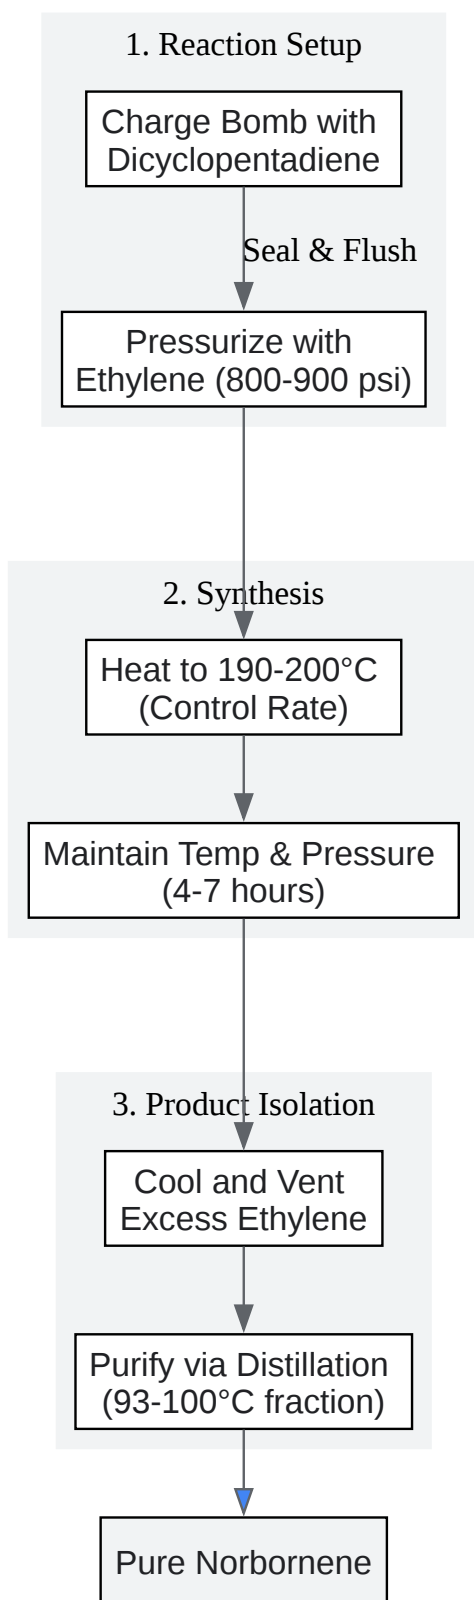 1. Reaction Setup
Charge Bomb with
Dicyclopentadiene
Seal & Flush
Pressurize with
Ethylene (800-900 psi)
2. Synthesis
Heat to 190-200°C
(Control Rate)
Maintain Temp & Pressure
(4-7 hours)
3. Product Isolation
Cool and Vent
Excess Ethylene
Purify via Distillation
(93-100°C fraction)
Pure Norbornene